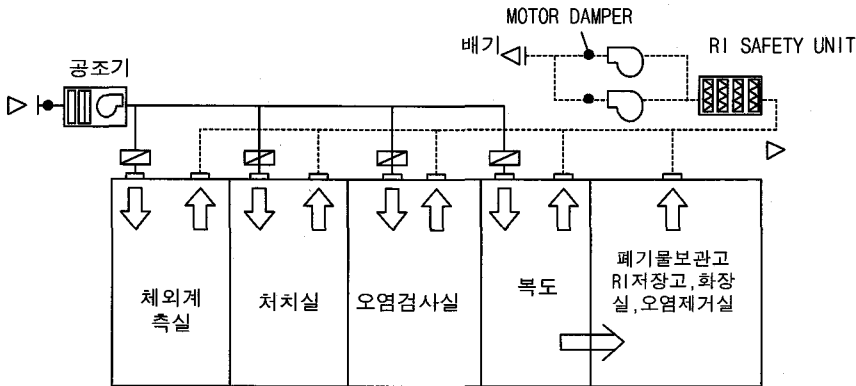 MOTOR DAMPER
배기
RI SAFETY UNIT
공조기
체외계
측실
처치실
오염검사실
복도
폐기물보관고
RI저장고,화장
실,오염제거실